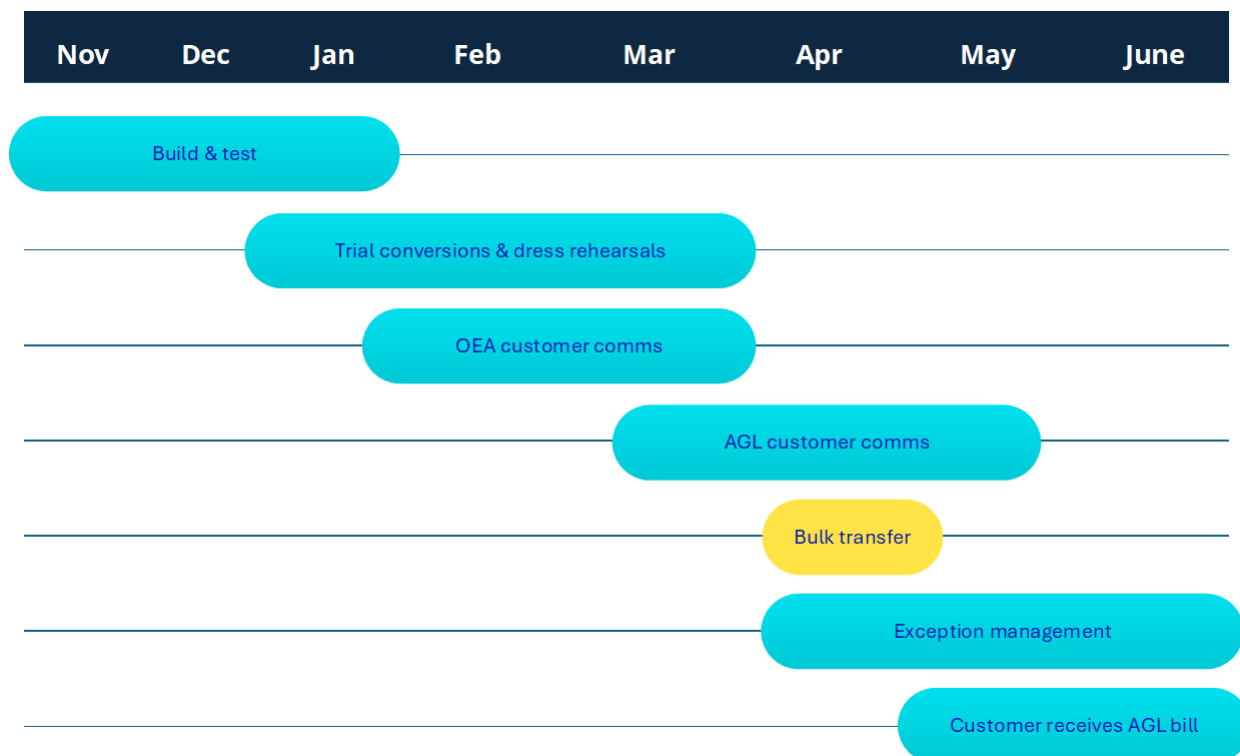 Nov Dec Jan Feb Mar Apr May June
Build & test
Trial conversions & dress rehearsals
OEA customer comms
AGL customer comms
Bulk transfer
Exception management
Customer receives AGL bill